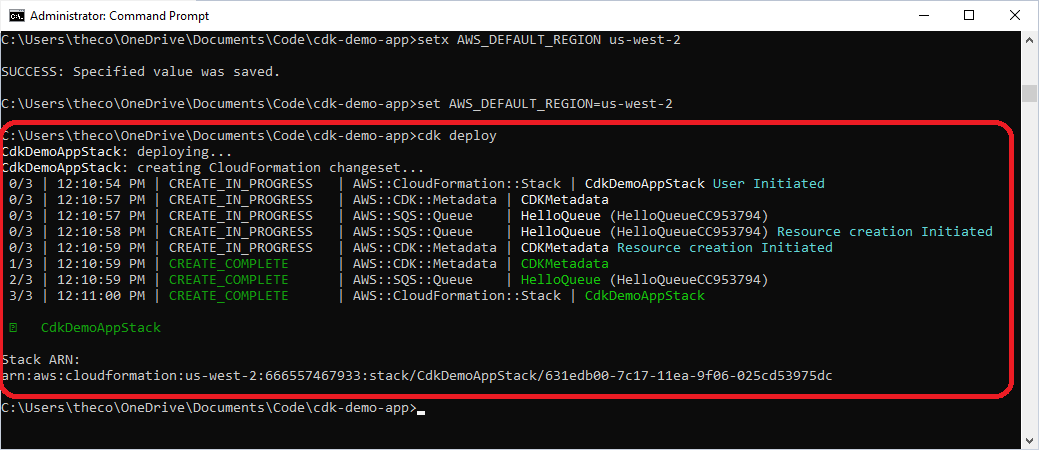 Administrator: Command Prompt
C:\Users\theco\OneDrive\Documents\Code\cdk-demo-app>setx AWS_DEFAULT_REGION us-west-2
SUCCESS: Specified value was saved.
C:\Users\theco\OneDrive\Documents\Code\cdk-demo-app>set AWS_DEFAULT_REGION=us-west-2
C:\Users\theco\OneDrive\Documents\Code\cdk-demo-app>cdk deploy
CdkDemoAppStack: deploying...
CdkDemoAppStack: creating CloudFormation changeset...
0/3 | 12:10:54 PM | CREATE_IN_PROGRESS   | AWS::CloudFormation::Stack | CdkDemoAppStack User Initiated
0/3 | 12:10:57 PM | CREATE_IN_PROGRESS   | AWS::CDK::Metadata | CDKMetadata
0/3 | 12:10:57 PM | CREATE_IN_PROGRESS   | AWS::SQS::Queue    | HelloQueue (HelloQueueCC953794)
0/3 | 12:10:58 PM | CREATE_IN_PROGRESS   | AWS::SQS::Queue    | HelloQueue (HelloQueueCC953794) Resource creation Initiated
0/3 | 12:10:59 PM | CREATE_IN_PROGRESS   | AWS::CDK::Metadata | CDKMetadata Resource creation Initiated
1/3 | 12:10:59 PM | CREATE_COMPLETE      | AWS::CDK::Metadata | CDKMetadata
2/3 | 12:10:59 PM | CREATE_COMPLETE      | AWS::SQS::Queue    | HelloQueue (HelloQueueCC953794)
3/3 | 12:11:00 PM | CREATE_COMPLETE      | AWS::CloudFormation::Stack | CdkDemoAppStack
CdkDemoAppStack
Stack ARN:
arn:aws:cloudformation:us-west-2:666557467933:stack/CdkDemoAppStack/631edb00-7c17-11ea-9f06-025cd53975dc
C:\Users\theco\OneDrive\Documents\Code\cdk-demo-app>